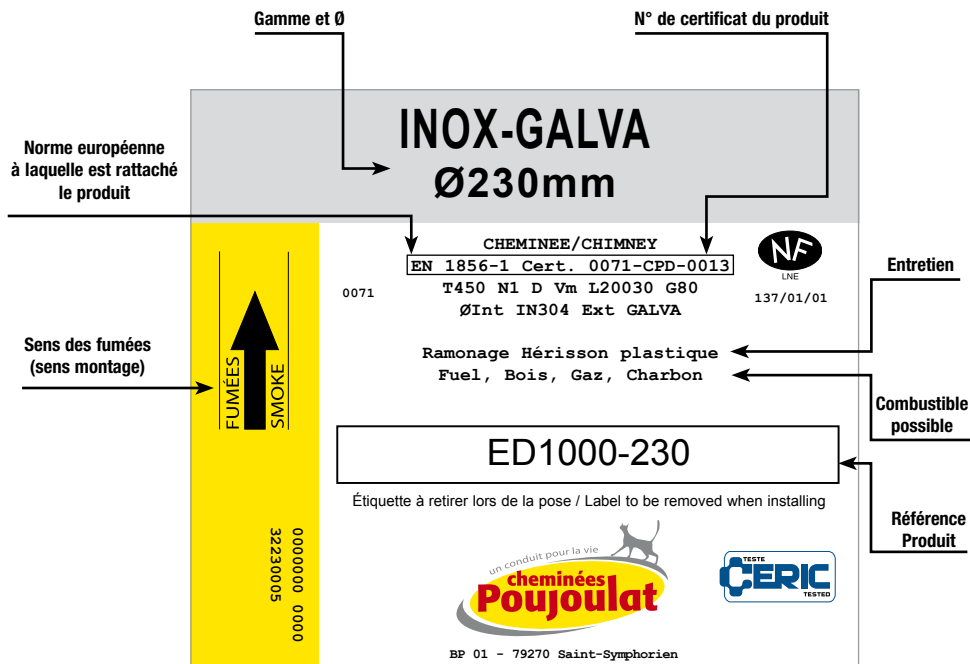 Gamme et Ø
N° de certificat du produit
INOX-GALVA
Ø230mm
Norme européenne
à laquelle est rattaché
le produit
CHEMINEE/CHIMNEY
EN 1856-1 Cert. 0071-CPD-0013
T450 N1 D Vm L20030 G80
ØInt IN304 Ext GALVA
0071
NF
LNE
137/01/01
Entretien
Sens des fumées
(sens montage)
FUMÉES
SMOKE
Ramonage Hérisson plastique
Fuel, Bois, Gaz, Charbon
Combustible
possible
ED1000-230
Étiquette à retirer lors de la pose / Label to be removed when installing
Référence
Produit
0000000 0000
32230005
un conduit pour la vie
cheminées
Poujoulat
TESTE
CERIC
TESTED
BP 01 - 79270 Saint-Symphorien